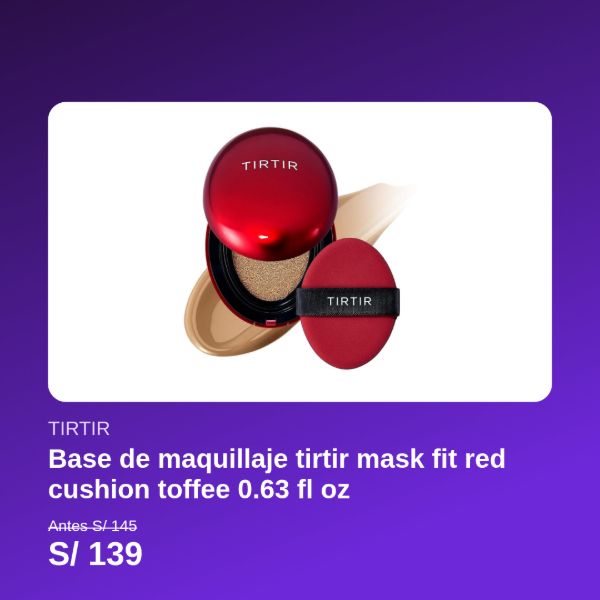 TIRTIR
TIRTIR
TIRTIR
Base de maquillaje tirtir mask fit red
cushion toffee 0.63 fl oz
Antes S/ 145
S/ 139